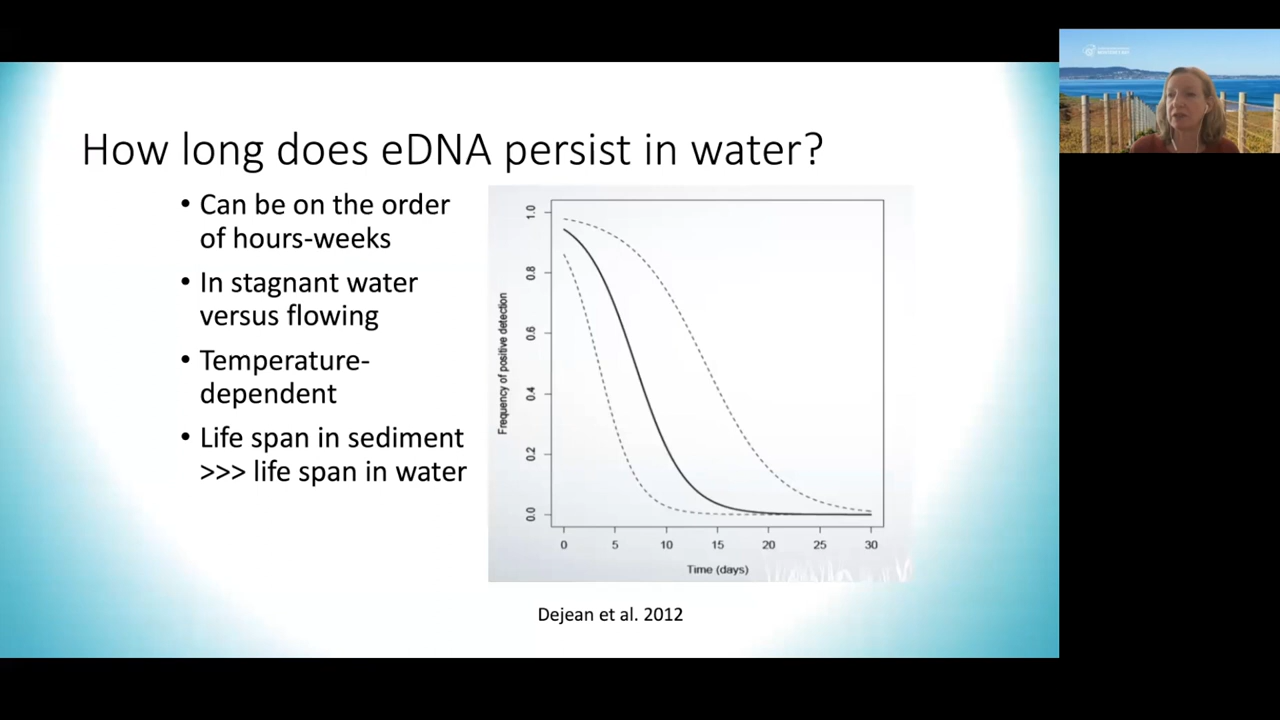 How long does eDNA persist in water?
• Can be on the order
of hours-weeks
• In stagnant water
versus flowing
• Temperature-
dependent
• Life span in sediment
>>> life span in water
Frequency of positive detection
1.0
0.8
0.6
0.4
0.2
0.0
0 5 10 15 20 25 30
Time (days)
Dejean et al. 2012